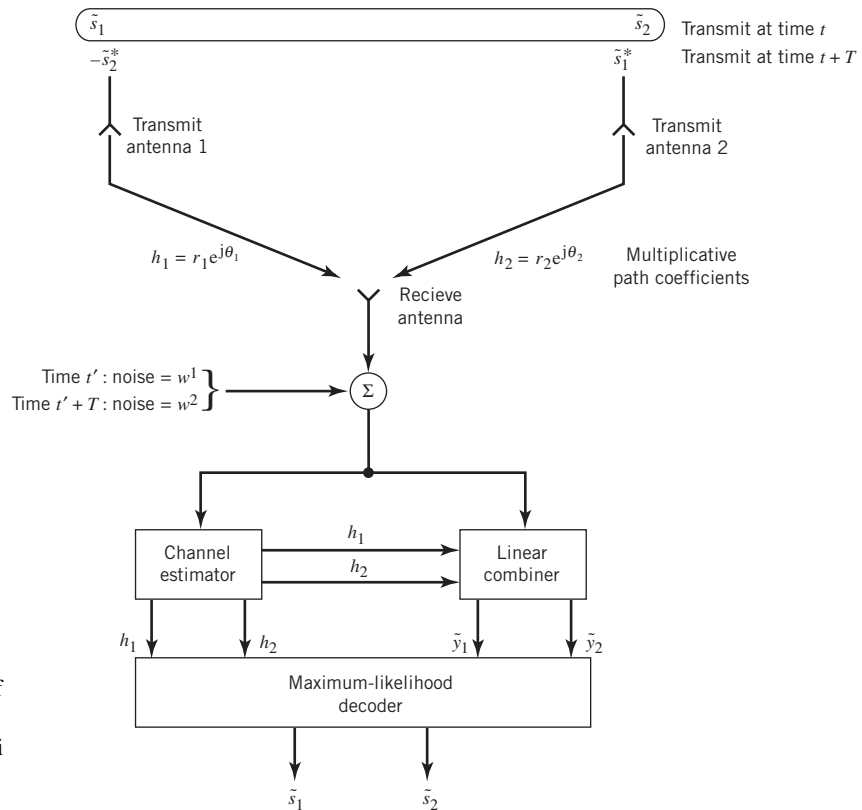 s̃₁ s̃₂ Transmit at time t
−s̃₂* s̃₁* Transmit at time t + T
Transmit
antenna 1
Transmit
antenna 2
h₁ = r₁e^jθ₁
h₂ = r₂e^jθ₂
Multiplicative
path coefficients
Recieve
antenna
Time t′ : noise = w¹
Time t′ + T : noise = w²
Σ
Channel
estimator
h₁
h₂
Linear
combiner
h₁ h₂ ỹ₁ ỹ₂
Maximum-likelihood
decoder
f
i
s̃₁ s̃₂